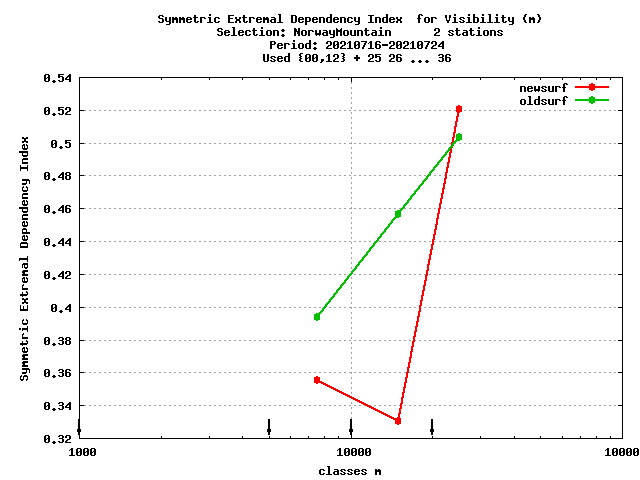 Symmetric Extremal Dependency Index  for Visibility (m)
Selection: NorwayMountain      2 stations
Period: 20210716-20210724
Used {00,12} + 25 26 ... 36
newsurf
oldsurf
Symmetric Extremal Dependency Index
0.54
0.52
0.5
0.48
0.46
0.44
0.42
0.4
0.38
0.36
0.34
0.32
1000
10000
10000
classes m